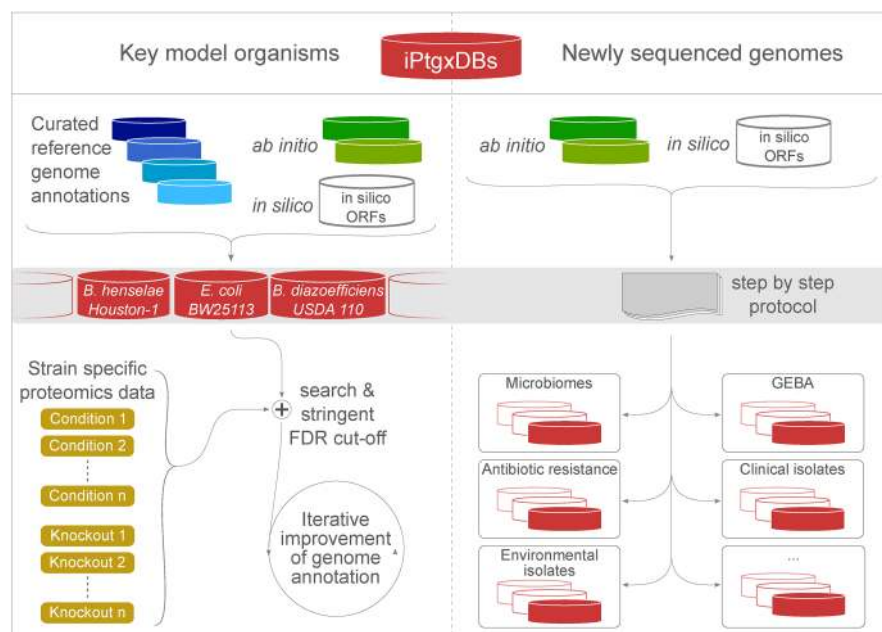 Key model organisms
iPtgxDBs
Newly sequenced genomes
Curated
reference
genome
annotations
ab initio
in silico
in silico
ORFs
ab initio
in silico
in silico
ORFs
B. henselae
Houston-1
E. coli
BW25113
B. diazoefficiens
USDA 110
step by step
protocol
Strain specific
proteomics data
Condition 1
Condition 2
Condition n
Knockout 1
Knockout 2
Knockout n
+
search &
stringent
FDR cut-off
Iterative
improvement
of genome
annotation
Microbiomes
GEBA
Antibiotic resistance
Clinical isolates
Environmental
isolates
...